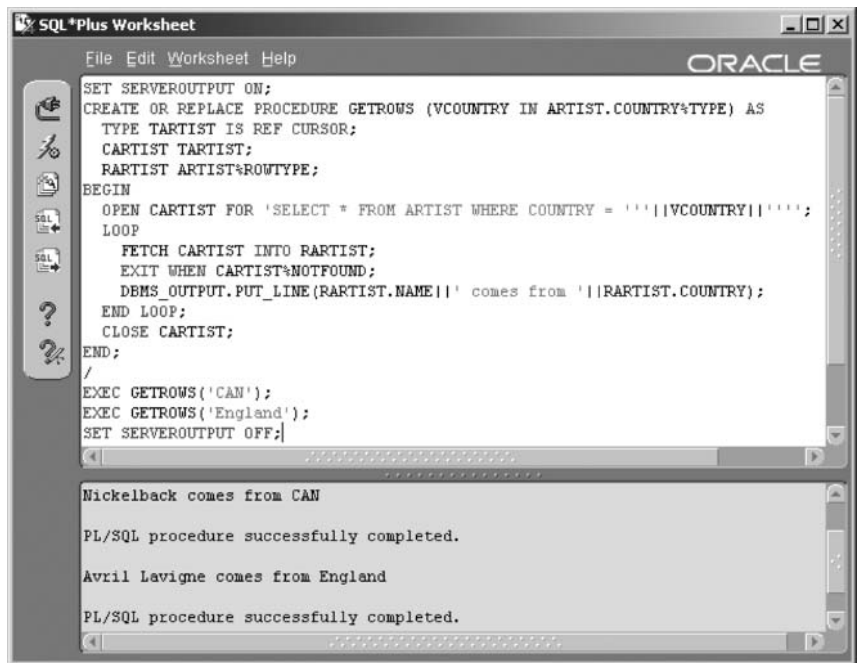 SQL*Plus Worksheet
File Edit Worksheet Help
ORACLE
SET SERVEROUTPUT ON;
CREATE OR REPLACE PROCEDURE GETROWS (VCOUNTRY IN ARTIST.COUNTRY%TYPE) AS
  TYPE TARTIST IS REF CURSOR;
  CARTIST TARTIST;
  RARTIST ARTIST%ROWTYPE;
BEGIN
  OPEN CARTIST FOR 'SELECT * FROM ARTIST WHERE COUNTRY = '''||VCOUNTRY||'''';
  LOOP
    FETCH CARTIST INTO RARTIST;
    EXIT WHEN CARTIST%NOTFOUND;
    DBMS_OUTPUT.PUT_LINE(RARTIST.NAME||' comes from '||RARTIST.COUNTRY);
  END LOOP;
  CLOSE CARTIST;
END;
/
EXEC GETROWS('CAN');
EXEC GETROWS('England');
SET SERVEROUTPUT OFF;
Nickelback comes from CAN
PL/SQL procedure successfully completed.
Avril Lavigne comes from England
PL/SQL procedure successfully completed.
SQL
SQL